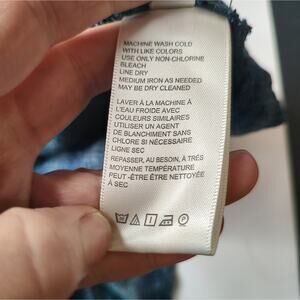 MACHINE WASH COLD
WITH LIKE COLORS
USE ONLY NON-CHLORINE
BLEACH
LINE DRY
MEDIUM IRON AS NEEDED
MAY BE DRY CLEANED
LAVER À LA MACHINE À
L'EAU FROIDE AVEC
COULEURS SIMILAIRES
UTILISER UN AGENT
DE BLANCHIMENT SANS
CHLORE SI NÉCESSAIRE
LIGNE SEC
REPASSER, AU BESOIN, À TRÈS
MOYENNE TEMPÉRATURE
PEUT -ÊTRE ÊTRE NETTOYÉE
À SEC
P